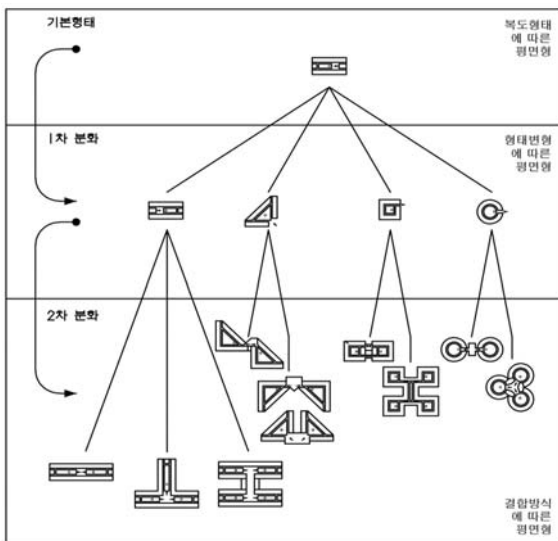 기본형태
복도형태
에 따른
평면형
1차 분화
형태변형
에 따른
평면형
2차 분화
결합방식
에 따른
평면형